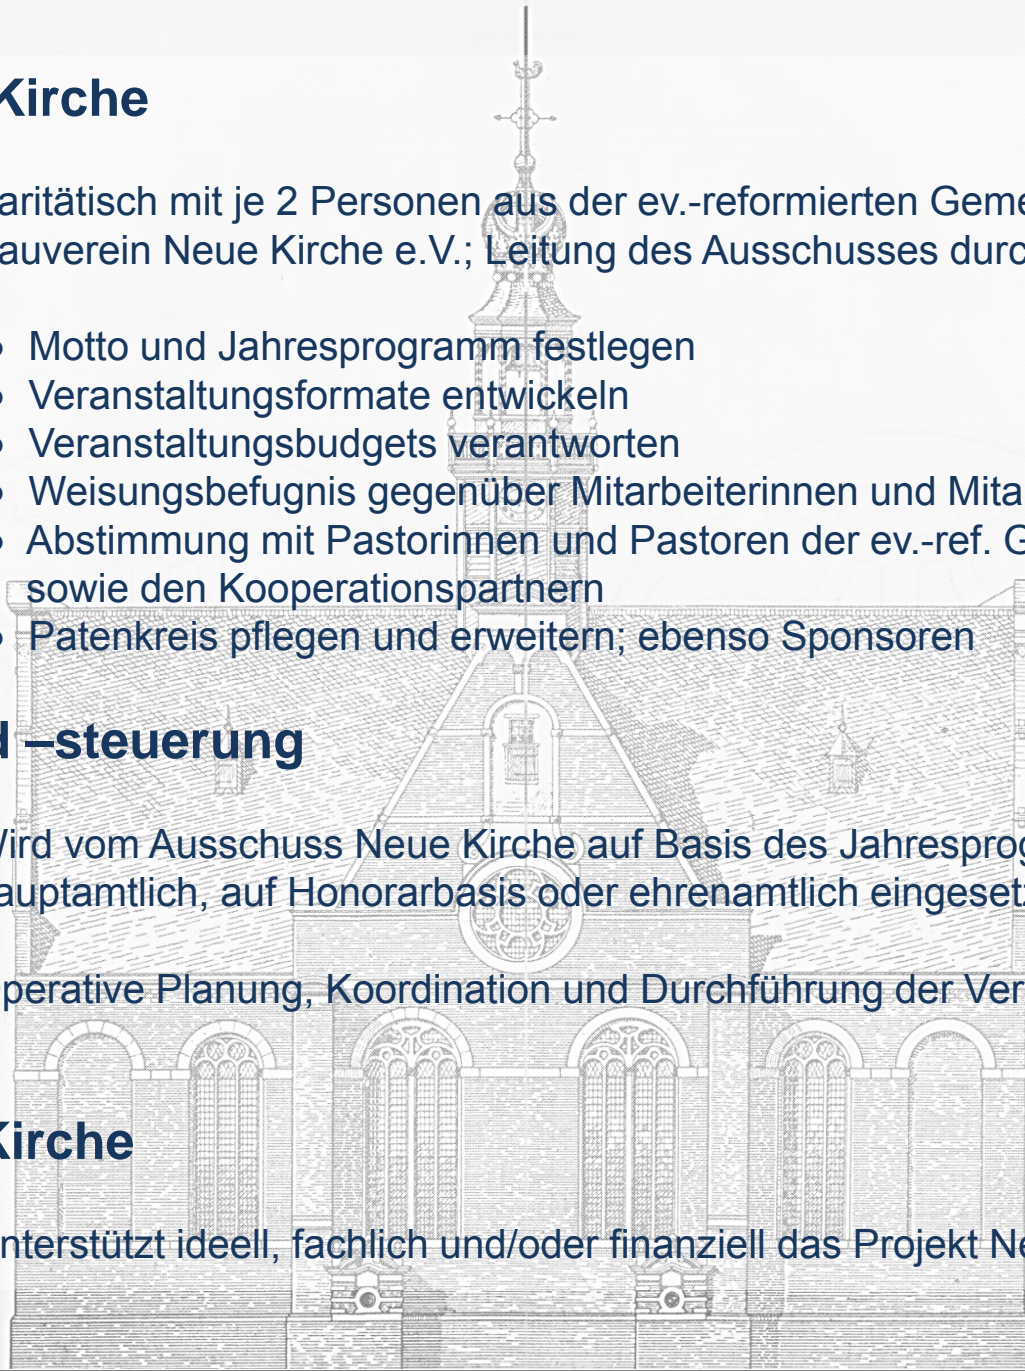 Kirche
aritätisch mit je 2 Personen aus der ev.-reformierten Geme
auverein Neue Kirche e.V.; Leitung des Ausschusses durc
• Motto und Jahresprogramm festlegen
• Veranstaltungsformate entwickeln
• Veranstaltungsbudgets verantworten
• Weisungsbefugnis gegenüber Mitarbeiterinnen und Mita
• Abstimmung mit Pastorinnen und Pastoren der ev.-ref. G
sowie den Kooperationspartnern
• Patenkreis pflegen und erweitern; ebenso Sponsoren
d –steuerung
Wird vom Ausschuss Neue Kirche auf Basis des Jahresprog
auptamtlich, auf Honorarbasis oder ehrenamtlich eingesetz
perative Planung, Koordination und Durchführung der Ver
Kirche
nterstützt ideell, fachlich und/oder finanziell das Projekt Ne